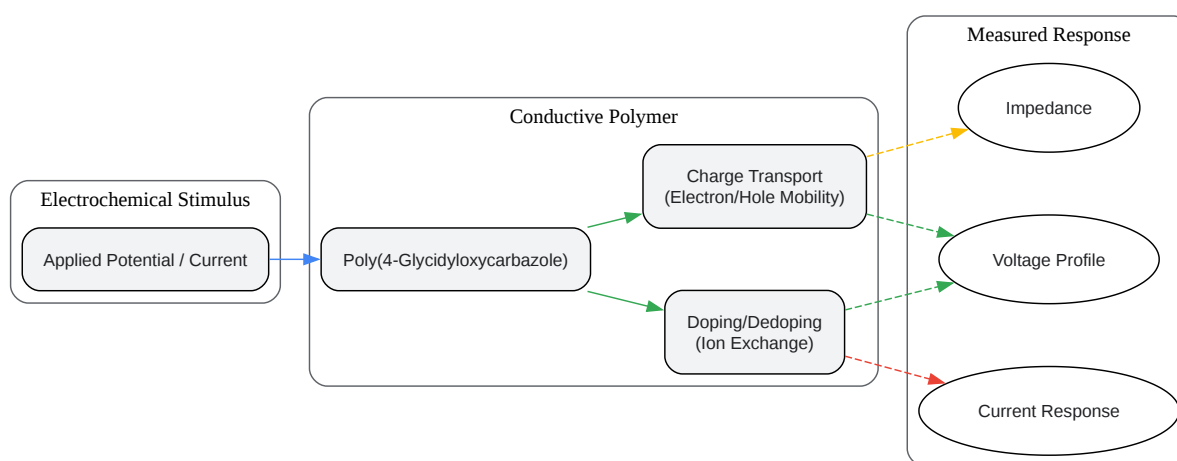 Electrochemical Stimulus
Applied Potential / Current
Conductive Polymer
Poly(4-Glycidyloxycarbazole)
Charge Transport
(Electron/Hole Mobility)
Doping/Dedoping
(Ion Exchange)
Measured Response
Impedance
Voltage Profile
Current Response